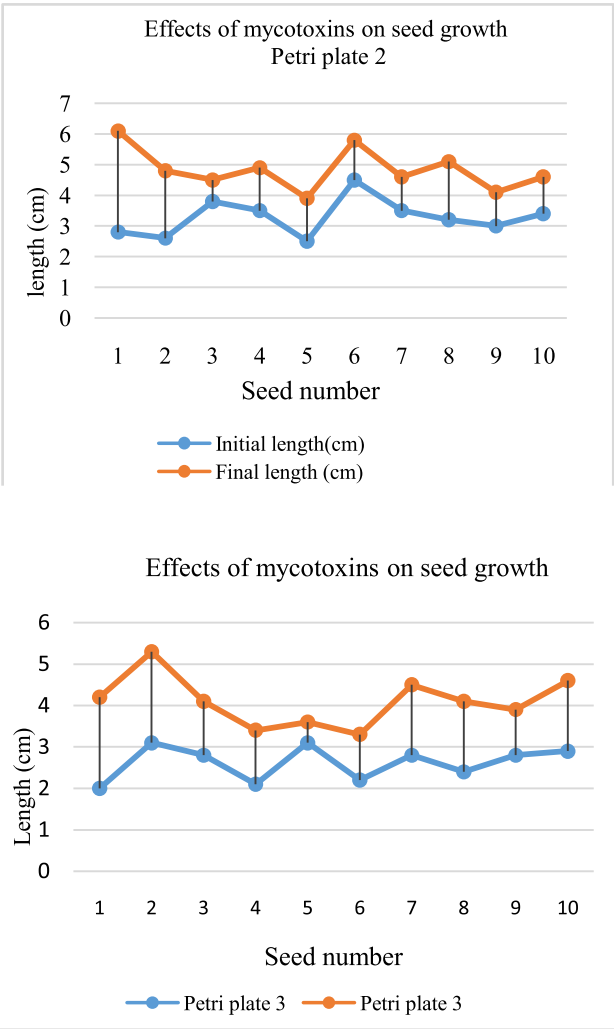 Effects of mycotoxins on seed growth
Petri plate 2
7
6
5
4
3
2
1
0
length (cm)
1 2 3 4 5 6 7 8 9 10
Seed number
Initial length(cm)
Final length (cm)
Effects of mycotoxins on seed growth
6
5
4
3
2
1
0
Length (cm)
1 2 3 4 5 6 7 8 9 10
Seed number
Petri plate 3 Petri plate 3